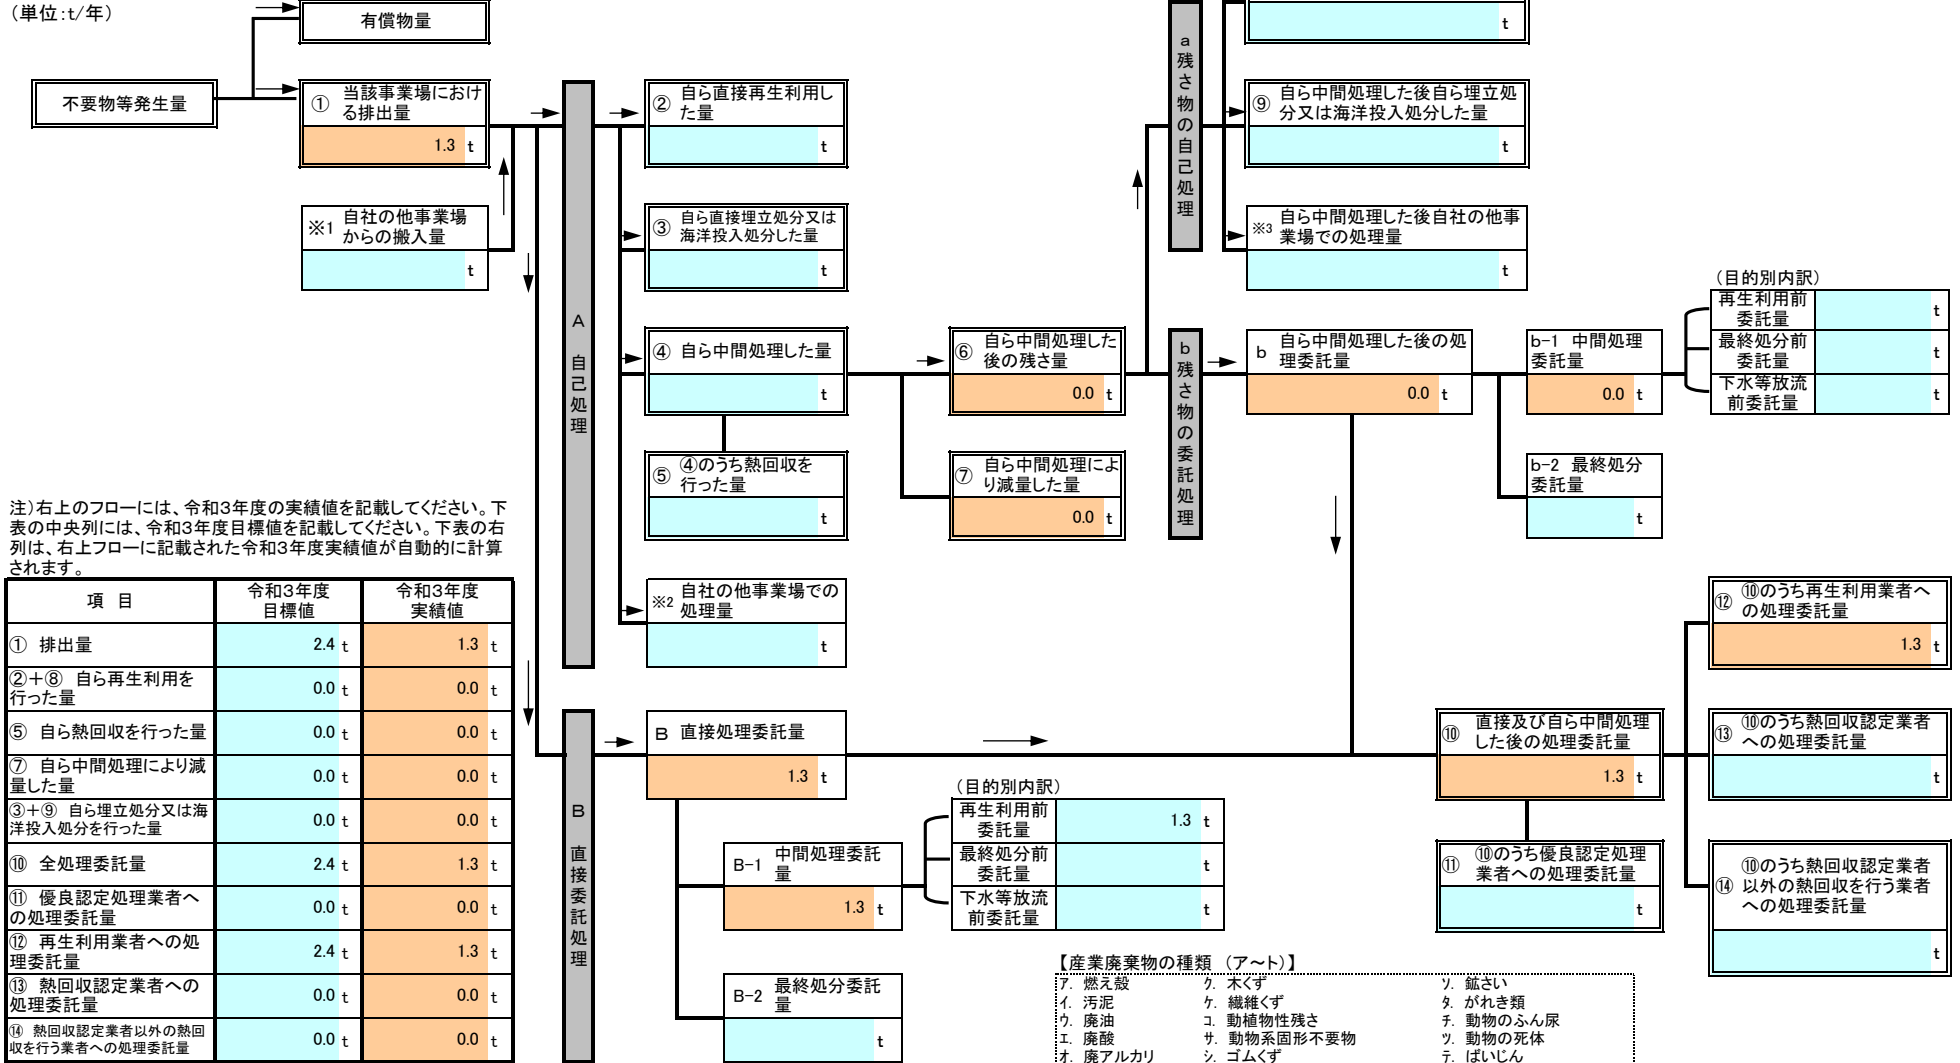 （単位：t/年）
有償物量
不要物等発生量
① 当該事業場におけ
る排出量
1.3 t
※1 自社の他事業場
からの搬入量
t
A 自己処理
② 自ら直接再生利用し
た量
t
③ 自ら直接埋立処分又は
海洋投入処分した量
t
④ 自ら中間処理した量
t
⑤ ④のうち熱回収を
行った量
t
※2 自社の他事業場での
処理量
t
⑥ 自ら中間処理した
後の残さ量
0.0 t
⑦ 自ら中間処理によ
り減量した量
0.0 t
a 残さ物の自己処理
t
⑨ 自ら中間処理した後自ら埋立処
分又は海洋投入処分した量
t
※3 自ら中間処理した後自社の他事
業場での処理量
t
b 残さ物の委託処理
b 自ら中間処理した後の処
理委託量
0.0 t
b-1 中間処理
委託量
0.0 t
b-2 最終処分
委託量
t
（目的別内訳）
再生利用前
委託量
t
最終処分前
委託量
t
下水等放流
前委託量
t
注）右上のフローには、令和3年度の実績値を記載してください。下
表の中央列には、令和3年度目標値を記載してください。下表の右
列は、右上フローに記載された令和3年度実績値が自動的に計算
されます。
項 目 令和3年度
目標値 令和3年度
実績値
① 排出量 2.4 t 1.3 t
②＋⑧ 自ら再生利用を
行った量 0.0 t 0.0 t
⑤ 自ら熱回収を行った量 0.0 t 0.0 t
⑦ 自ら中間処理により減
量した量 0.0 t 0.0 t
③＋⑨ 自ら埋立処分又は海
洋投入処分を行った量 0.0 t 0.0 t
⑩ 全処理委託量 2.4 t 1.3 t
⑪ 優良認定処理業者へ
の処理委託量 0.0 t 0.0 t
⑫ 再生利用業者への処
理委託量 2.4 t 1.3 t
⑬ 熱回収認定業者への
処理委託量 0.0 t 0.0 t
⑭ 熱回収認定業者以外の熱回
収を行う業者への処理委託量 0.0 t 0.0 t
B 直接委託処理
B 直接処理委託量
1.3 t
B-1 中間処理委託
量
1.3 t
B-2 最終処分委託
量
t
（目的別内訳）
再生利用前
委託量
1.3 t
最終処分前
委託量
t
下水等放流
前委託量
t
⑩ 直接及び自ら中間処理
した後の処理委託量
1.3 t
⑪ ⑩のうち優良認定処理
業者への処理委託量
t
⑫ ⑩のうち再生利用業者へ
の処理委託量
1.3 t
⑬ ⑩のうち熱回収認定業者
への処理委託量
t
⑭ ⑩のうち熱回収認定業者
以外の熱回収を行う業者
への処理委託量
t
【産業廃棄物の種類 （ア～ト）】
ア. 燃え殻 ク. 木くず ソ. 鉱さい
イ. 汚泥 ケ. 繊維くず タ. がれき類
ウ. 廃油 コ. 動植物性残さ チ. 動物のふん尿
エ. 廃酸 サ. 動物系固形不要物 ツ. 動物の死体
オ. 廃アルカリ シ. ゴムくず テ. ばいじん